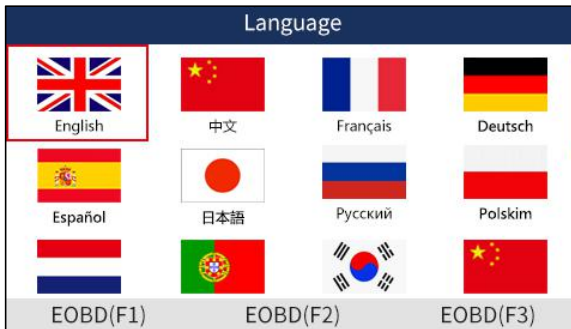 Language
English
中文
Français
Deutsch
Español
日本語
Русский
Polskim
EOBD(F1)
EOBD(F2)
EOBD(F3)